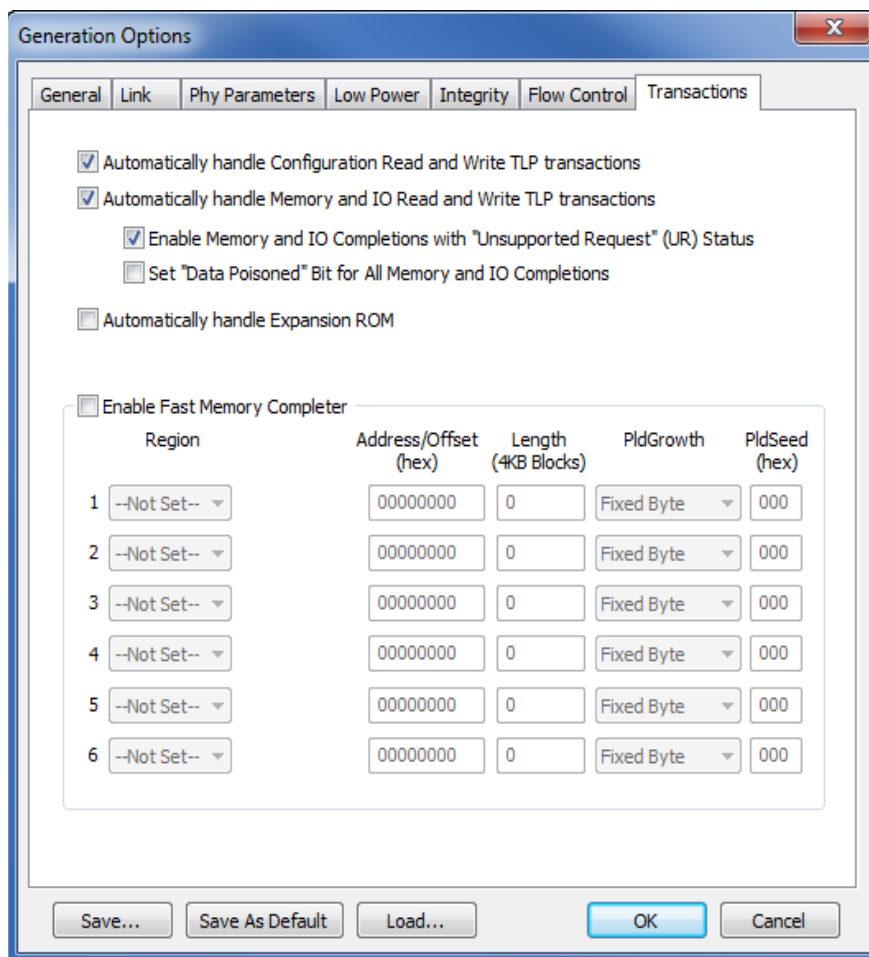 Generation Options
General Link Phy Parameters Low Power Integrity Flow Control Transactions
Automatically handle Configuration Read and Write TLP transactions
Automatically handle Memory and IO Read and Write TLP transactions
Enable Memory and IO Completions with "Unsupported Request" (UR) Status
Set "Data Poisoned" Bit for All Memory and IO Completions
Automatically handle Expansion ROM
Enable Fast Memory Completer
Region Address/Offset Length PldGrowth PldSeed
(hex) (4KB Blocks) (hex)
1 --Not Set-- 00000000 0 Fixed Byte 000
2 --Not Set-- 00000000 0 Fixed Byte 000
3 --Not Set-- 00000000 0 Fixed Byte 000
4 --Not Set-- 00000000 0 Fixed Byte 000
5 --Not Set-- 00000000 0 Fixed Byte 000
6 --Not Set-- 00000000 0 Fixed Byte 000
Save... Save As Default Load... OK Cancel